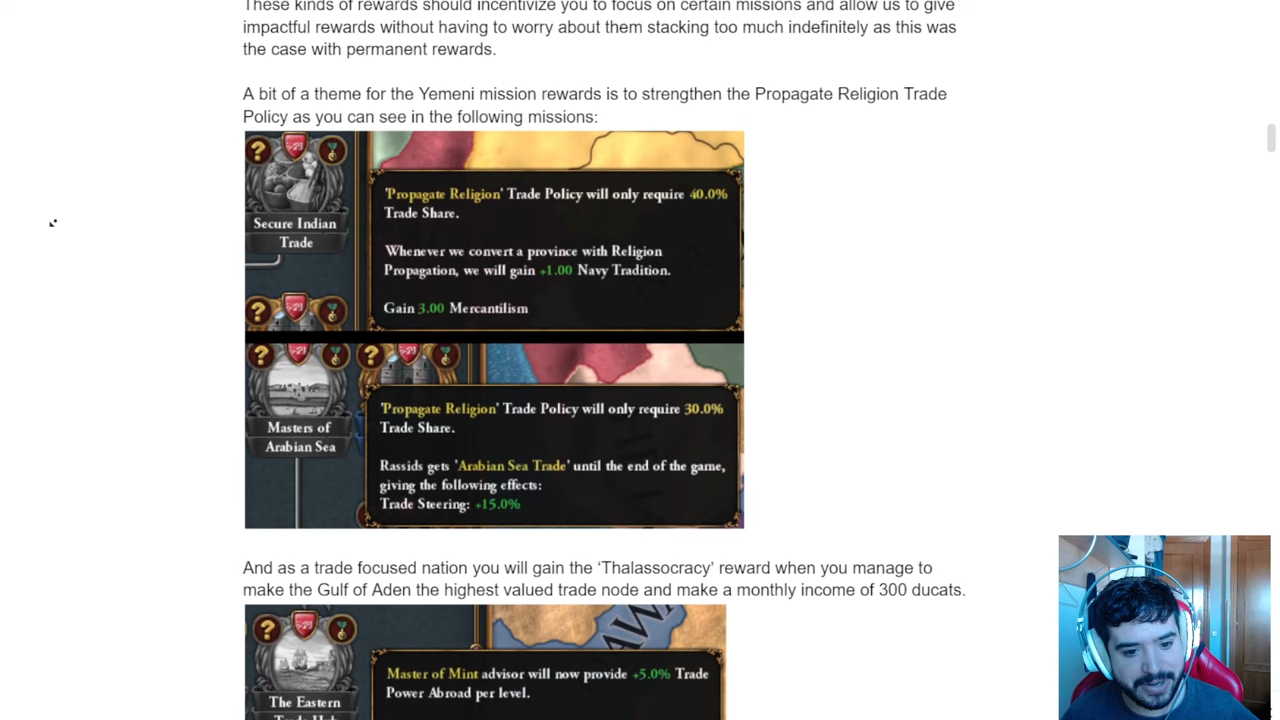 These kinds of rewards should incentivize you to focus on certain missions and allow us to give
impactful rewards without having to worry about them stacking too much indefinitely as this was
the case with permanent rewards.
A bit of a theme for the Yemeni mission rewards is to strengthen the Propagate Religion Trade
Policy as you can see in the following missions:
Secure Indian
Trade
'Propagate Religion' Trade Policy will only require 40.0%
Trade Share.
Whenever we convert a province with Religion
Propagation, we will gain +1.00 Navy Tradition.
Gain 3.00 Mercantilism
Masters of
Arabian Sea
'Propagate Religion' Trade Policy will only require 30.0%
Trade Share.
Rassids gets 'Arabian Sea Trade' until the end of the game,
giving the following effects:
Trade Steering: +15.0%
And as a trade focused nation you will gain the ‘Thalassocracy’ reward when you manage to
make the Gulf of Aden the highest valued trade node and make a monthly income of 300 ducats.
The Eastern
Trade Hub
Master of Mint advisor will now provide +5.0% Trade
Power Abroad per level.